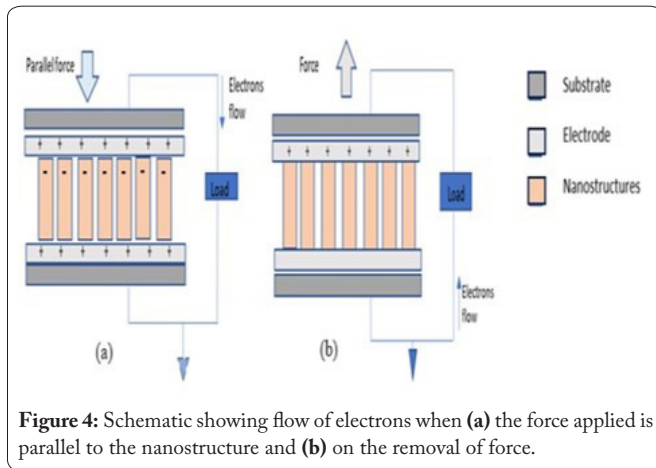 Parallel force
Electrons
flow
Load
+ + + + + + +
- - - - - - -
+ + + + + + +
(a)
Force
+ + + + + + +
Load
Electrons
flow
(b)
Substrate
Electrode
Nanostructures
Figure 4: Schematic showing flow of electrons when (a) the force applied is
parallel to the nanostructure and (b) on the removal of force.